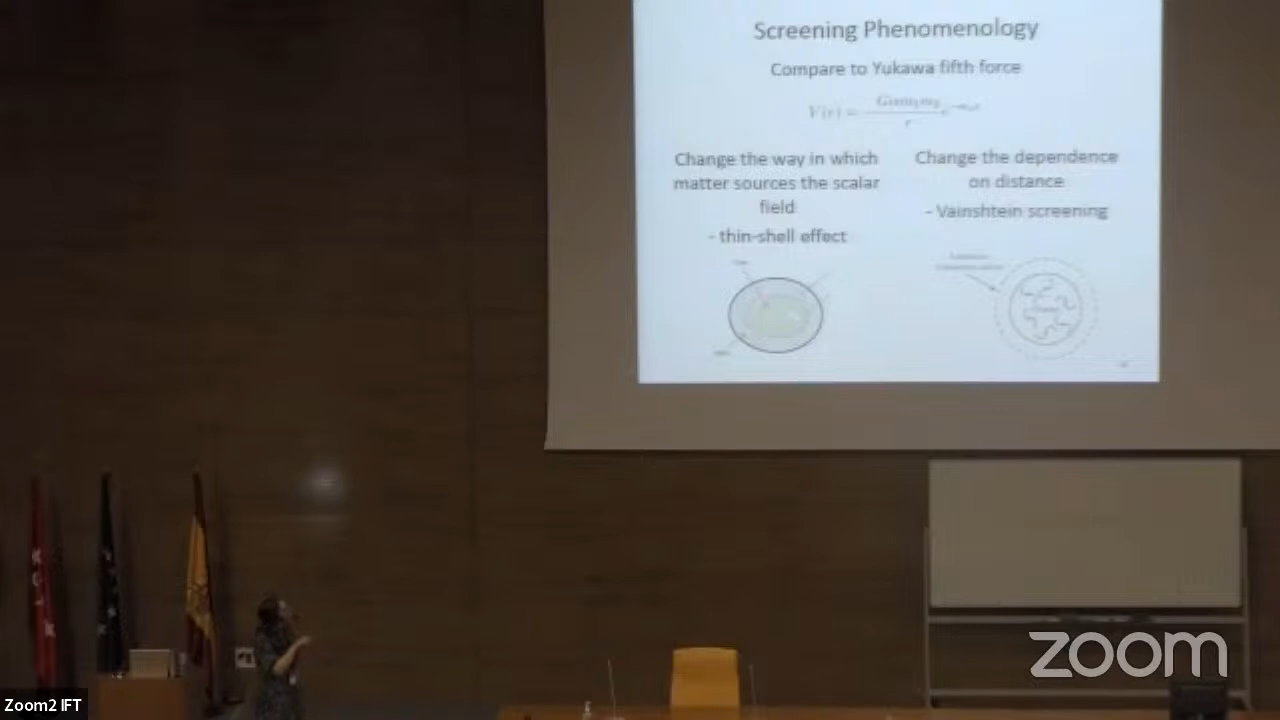 Screening Phenomenology
Compare to Yukawa fifth force
Change the way in which
matter sources the scalar
field
- thin-shell effect
Change the dependence
on distance
- Vainshtein screening
zoom
Zoom2 IFT